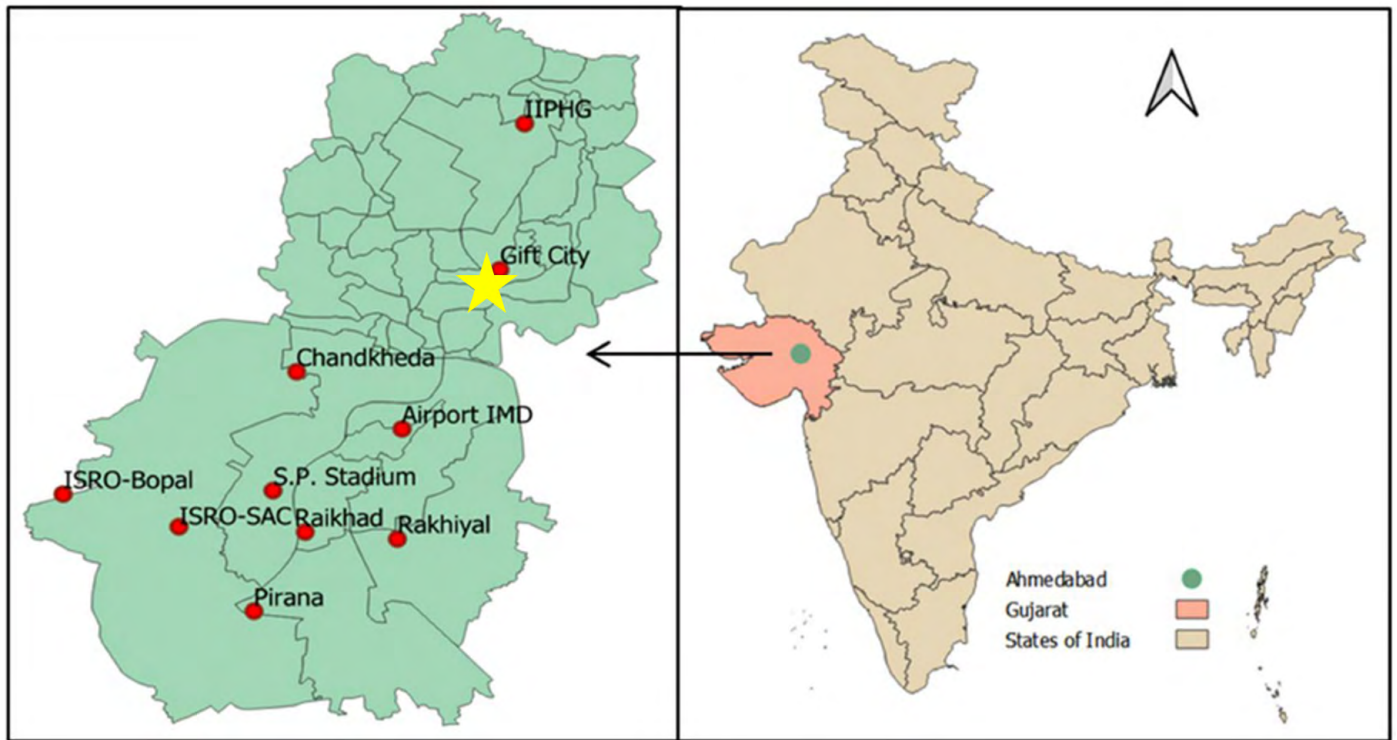 IIPHG
Gift City
Chandkheda
Airport IMD
ISRO-Bopal
S.P. Stadium
ISRO-SAC
Raikhad
Rakhiyal
Pirana
Ahmedabad
Gujarat
States of India